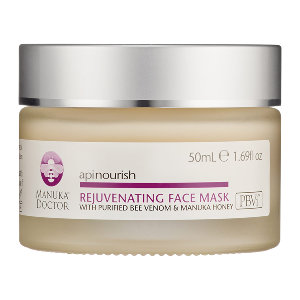 50mL ℮ 1.69fl oz
apinourish
MANUKA
DOCTOR
REJUVENATING FACE MASK
WITH PURIFIED BEE VENOM & MANUKA HONEY
PBV